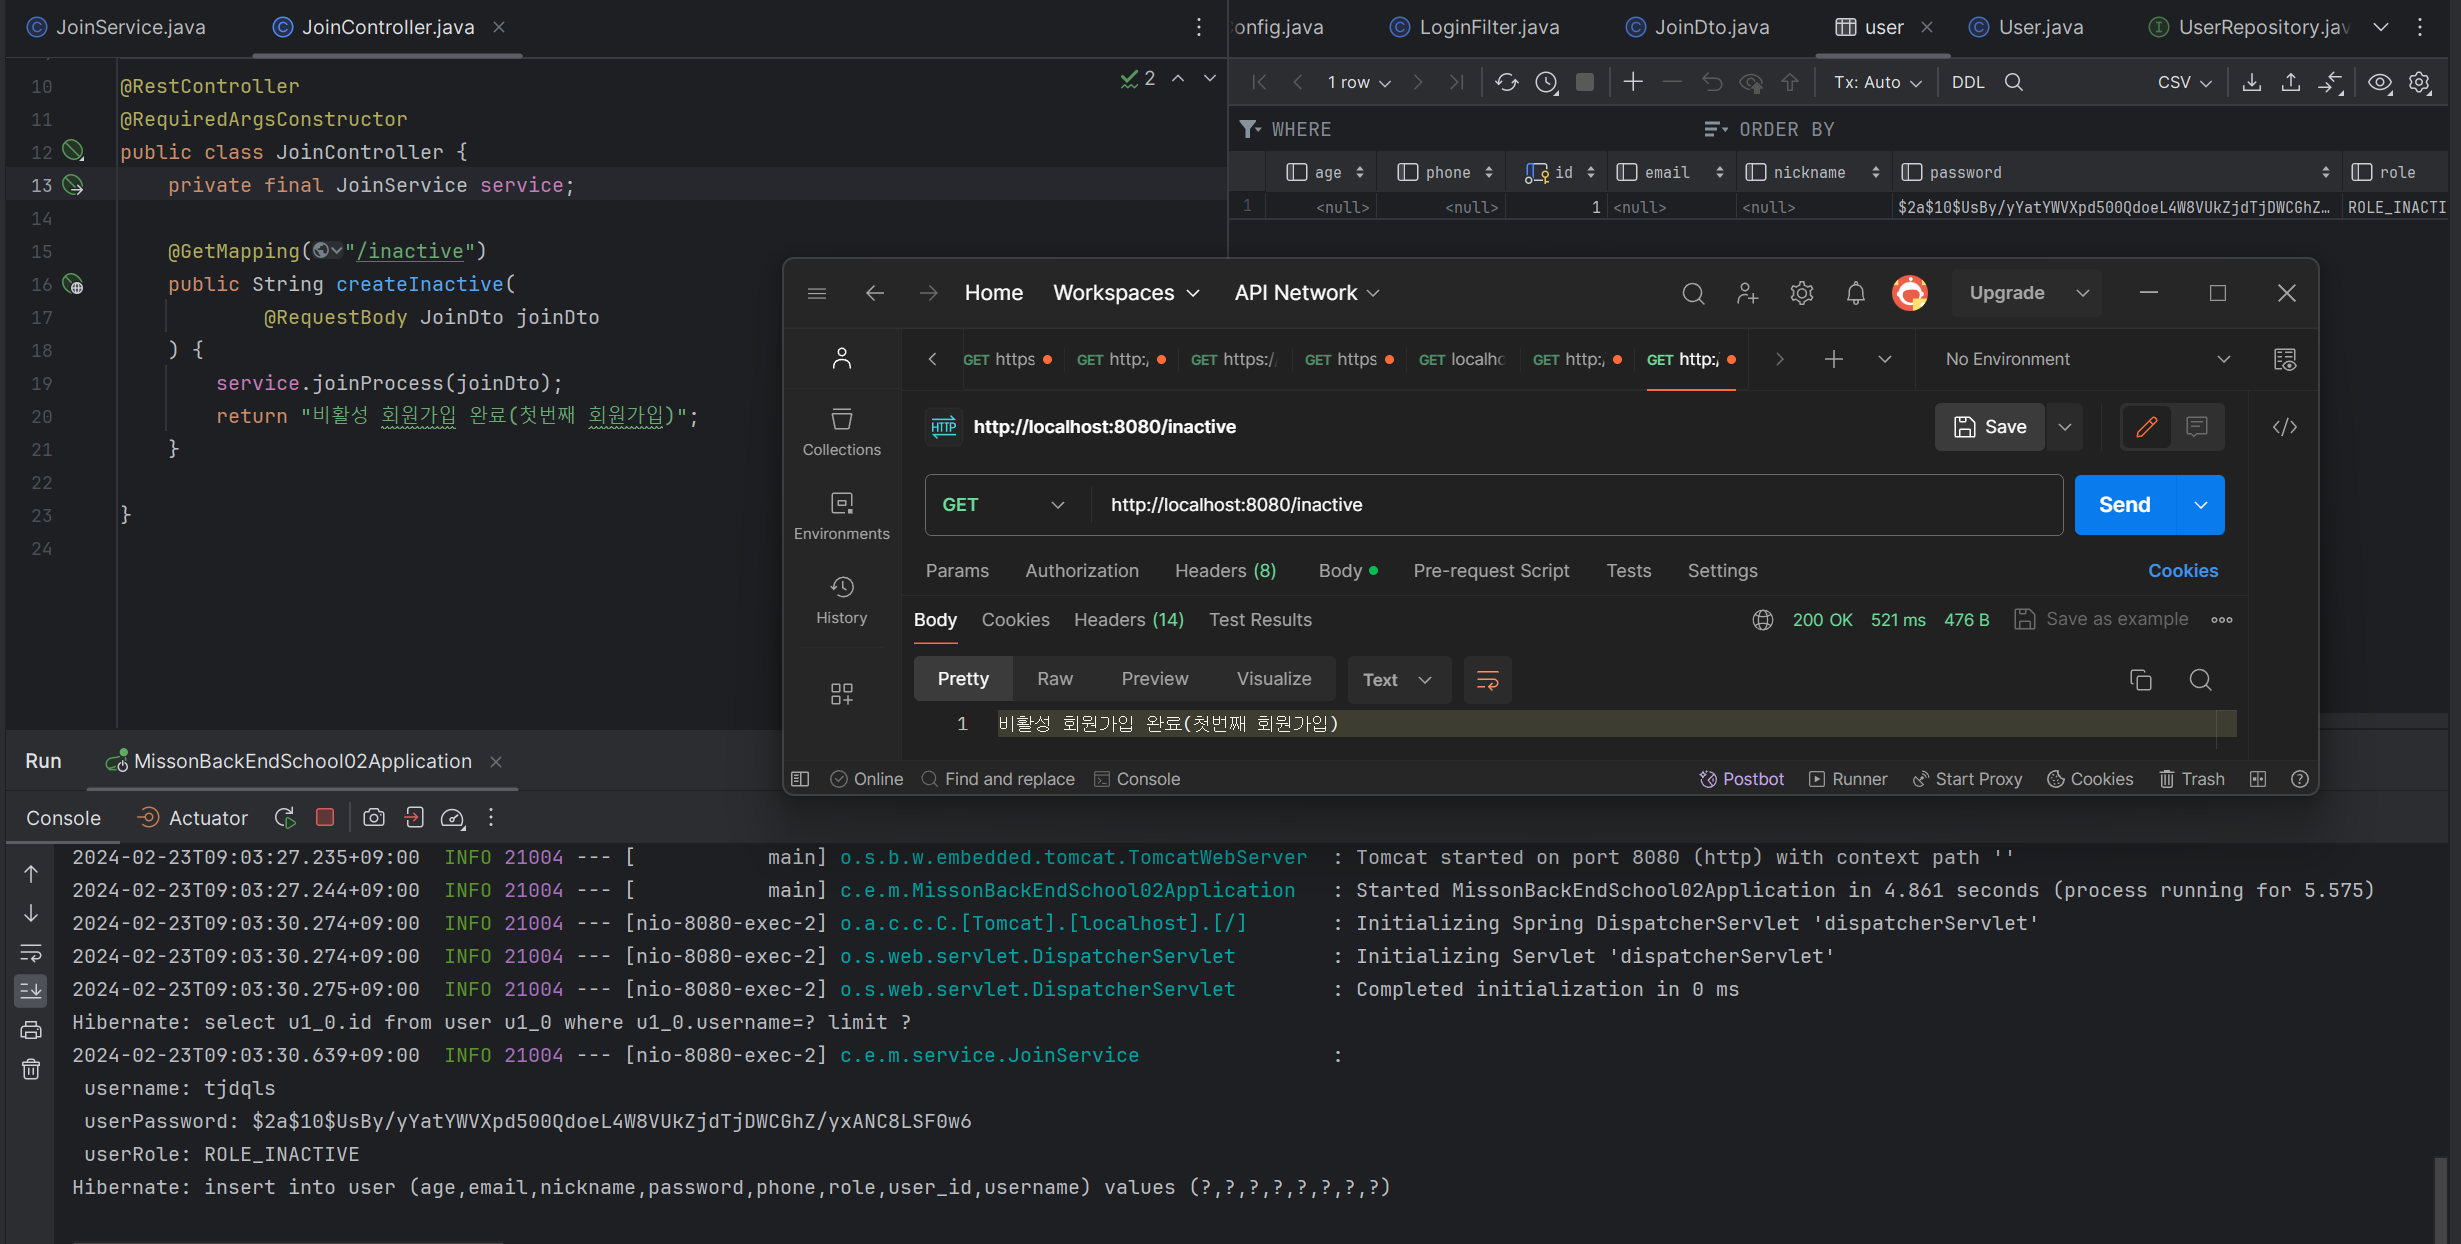 JoinService.java
JoinController.java
onfig.java
LoginFilter.java
JoinDto.java
user
User.java
UserRepository.jav
10 @RestController
11 @RequiredArgsConstructor
12 public class JoinController {
13 private final JoinService service;
14
15 @GetMapping("/inactive")
16 public String createInactive(
17 @RequestBody JoinDto joinDto
18 ) {
19 service.joinProcess(joinDto);
20 return "비활성 회원가입 완료(첫번째 회원가입)";
21 }
22
23 }
24
2
1 row
Tx: Auto
DDL
CSV
WHERE
ORDER BY
age phone id email nickname password role
1 <null> <null> 1 <null> <null> $2a$10$UsBy/yYatYWVXpd500QdoeL4W8VUkZjdTjDWCGhZ… ROLE_INACTI
Home Workspaces API Network Upgrade
GET https GET http:/ GET https:/ GET https GET localho GET http:/ GET http:/ No Environment
HTTP http://localhost:8080/inactive Save
Collections
Environments
History
GET http://localhost:8080/inactive Send
Params Authorization Headers (8) Body Pre-request Script Tests Settings Cookies
Body Cookies Headers (14) Test Results 200 OK 521 ms 476 B Save as example
Pretty Raw Preview Visualize Text
1 비활성 회원가입 완료(첫번째 회원가입)
Online Find and replace Console Postbot Runner Start Proxy Cookies Trash
Run MissonBackEndSchool02Application
Console Actuator
2024-02-23T09:03:27.235+09:00 INFO 21004 --- [ main] o.s.b.w.embedded.tomcat.TomcatWebServer : Tomcat started on port 8080 (http) with context path ''
2024-02-23T09:03:27.244+09:00 INFO 21004 --- [ main] c.e.m.MissonBackEndSchool02Application : Started MissonBackEndSchool02Application in 4.861 seconds (process running for 5.575)
2024-02-23T09:03:30.274+09:00 INFO 21004 --- [nio-8080-exec-2] o.a.c.c.C.[Tomcat].[localhost].[/] : Initializing Spring DispatcherServlet 'dispatcherServlet'
2024-02-23T09:03:30.274+09:00 INFO 21004 --- [nio-8080-exec-2] o.s.web.servlet.DispatcherServlet : Initializing Servlet 'dispatcherServlet'
2024-02-23T09:03:30.275+09:00 INFO 21004 --- [nio-8080-exec-2] o.s.web.servlet.DispatcherServlet : Completed initialization in 0 ms
Hibernate: select u1_0.id from user u1_0 where u1_0.username=? limit ?
2024-02-23T09:03:30.639+09:00 INFO 21004 --- [nio-8080-exec-2] c.e.m.service.JoinService :
username: tjdqls
userPassword: $2a$10$UsBy/yYatYWVXpd500QdoeL4W8VUkZjdTjDWCGhZ/yxANC8LSF0w6
userRole: ROLE_INACTIVE
Hibernate: insert into user (age,email,nickname,password,phone,role,user_id,username) values (?,?,?,?,?,?,?,?)